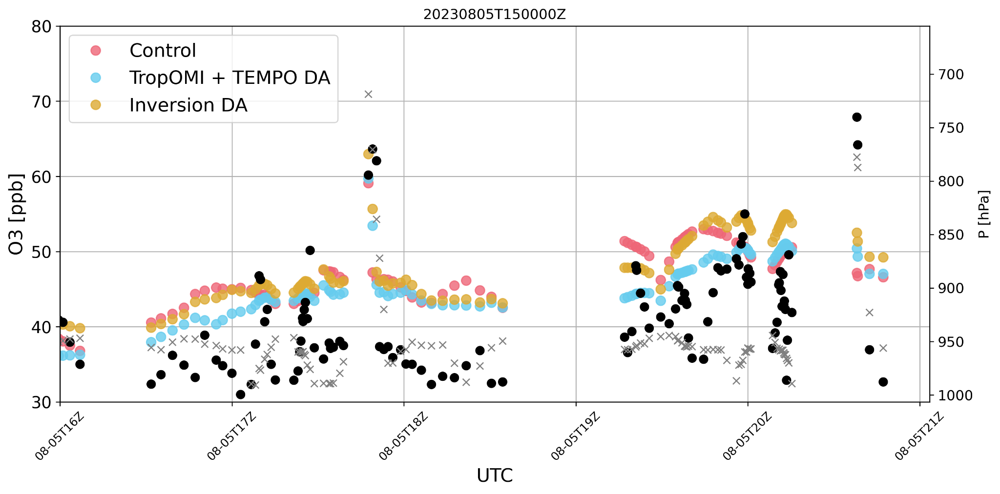 20230805T150000Z
80
70
60
50
40
30
O3 [ppb]
Control
TropOMI + TEMPO DA
Inversion DA
700
750
800
850
900
950
1000
P [hPa]
08-05T16Z
08-05T17Z
08-05T18Z
08-05T19Z
08-05T20Z
08-05T21Z
UTC